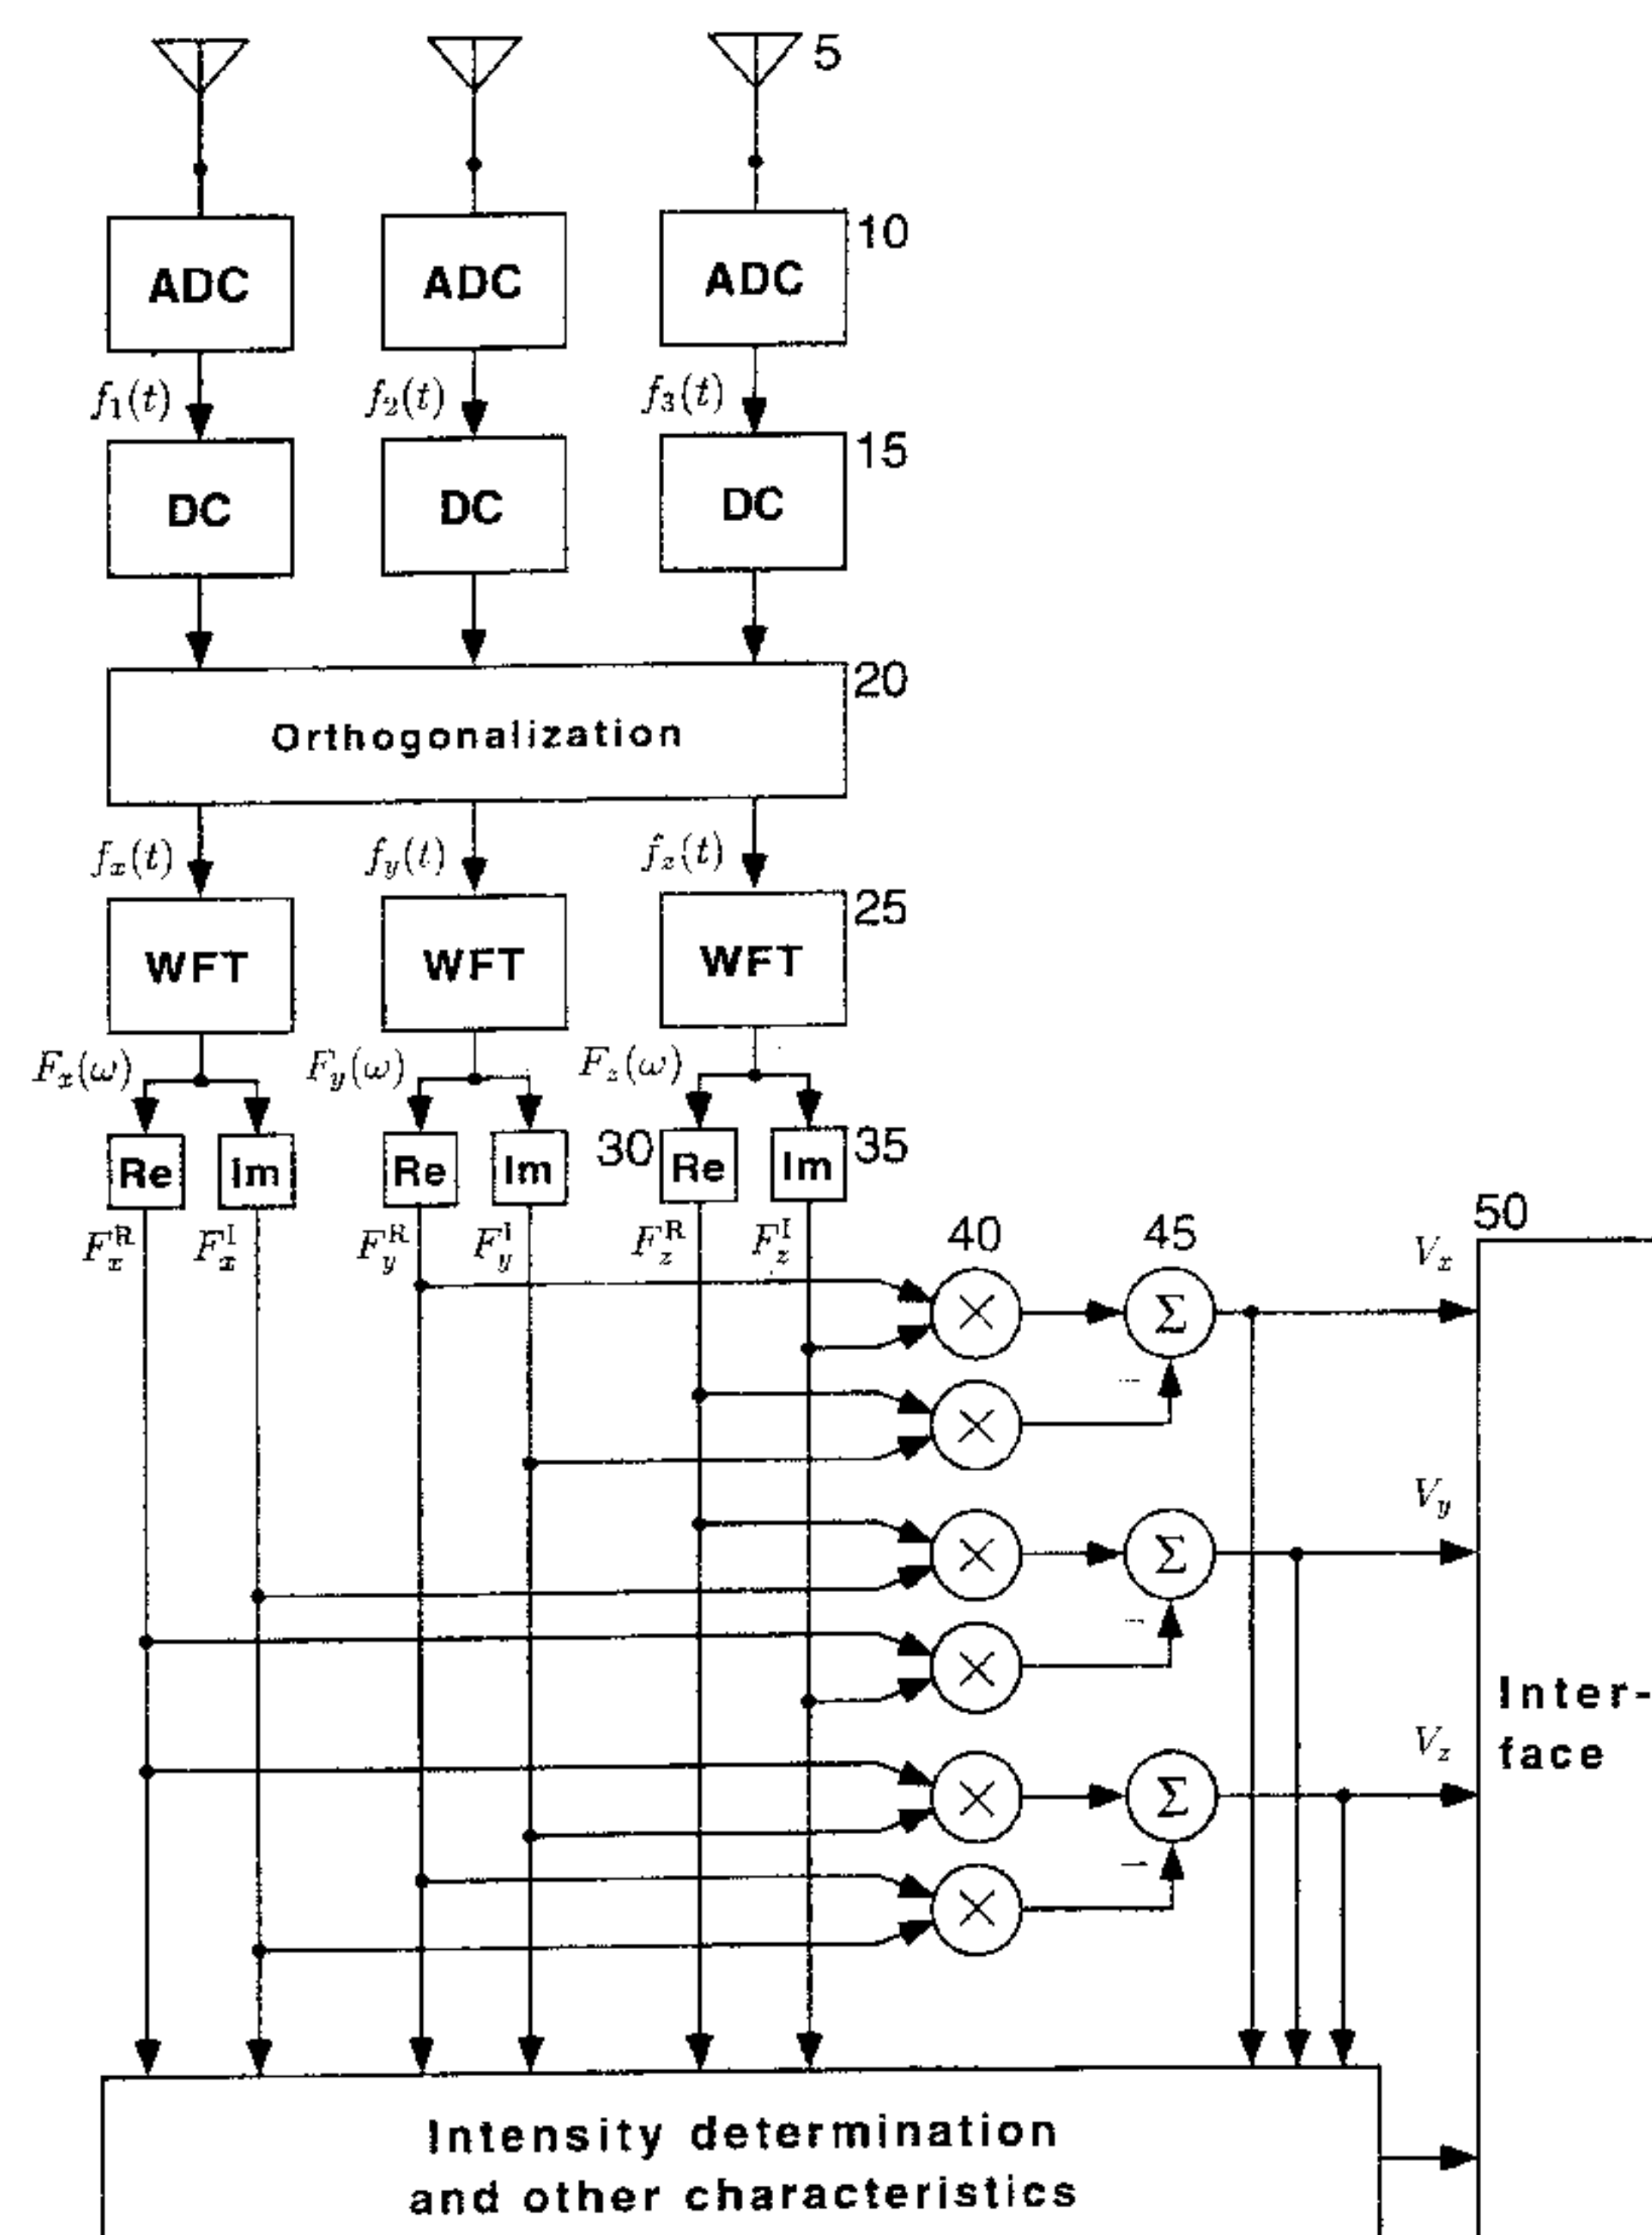 5
ADC ADC ADC 10
f₁(t) f₂(t) f₃(t)
DC DC DC 15
Orthogonalization 20
fₓ(t) f_y(t) f_z(t)
WFT WFT WFT 25
Fₓ(ω) F_y(ω) F_z(ω)
Re Im Re Im 30 Re Im 35
Fₓᴿ Fₓᴵ F_yᴿ F_yᴵ F_zᴿ F_zᴵ
40 45 50
Vₓ
× Σ
−
×
V_y
× Σ
−
×
Inter-
face
V_z
× Σ
−
×
Intensity determination
and other characteristics